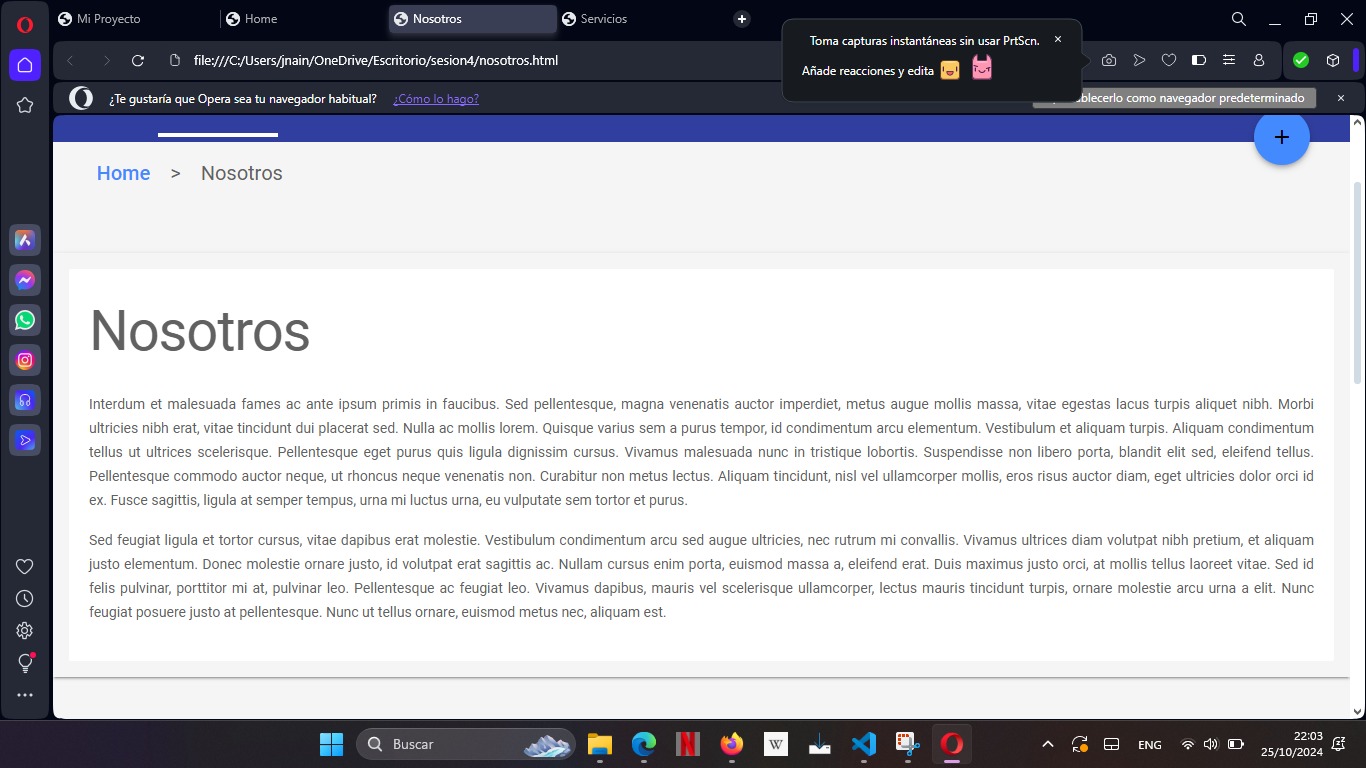 Mi Proyecto
Home
Nosotros
Servicios
file:///C:/Users/jnain/OneDrive/Escritorio/sesion4/nosotros.html
Toma capturas instantáneas sin usar PrtScn.
Añade reacciones y edita
¿Te gustaría que Opera sea tu navegador habitual?
¿Cómo lo hago?
como navegador predeterminado
Home > Nosotros
Nosotros
Interdum et malesuada fames ac ante ipsum primis in faucibus. Sed pellentesque, magna venenatis auctor imperdiet, metus augue mollis massa, vitae egestas lacus turpis aliquet nibh. Morbi
ultricies nibh erat, vitae tincidunt dui placerat sed. Nulla ac mollis lorem. Quisque varius sem a purus tempor, id condimentum arcu elementum. Vestibulum et aliquam turpis. Aliquam condimentum
tellus ut ultrices scelerisque. Pellentesque eget purus quis ligula dignissim cursus. Vivamus malesuada nunc in tristique lobortis. Suspendisse non libero porta, blandit elit sed, eleifend tellus.
Pellentesque commodo auctor neque, ut rhoncus neque venenatis non. Curabitur non metus lectus. Aliquam tincidunt, nisl vel ullamcorper mollis, eros risus auctor diam, eget ultricies dolor orci id
ex. Fusce sagittis, ligula at semper tempus, urna mi luctus urna, eu vulputate sem tortor et purus.
Sed feugiat ligula et tortor cursus, vitae dapibus erat molestie. Vestibulum condimentum arcu sed augue ultricies, nec rutrum mi convallis. Vivamus ultrices diam volutpat nibh pretium, et aliquam
justo elementum. Donec molestie ornare justo, id volutpat erat sagittis ac. Nullam cursus enim porta, euismod massa a, eleifend erat. Duis maximus justo orci, at mollis tellus laoreet vitae. Sed id
felis pulvinar, porttitor mi at, pulvinar leo. Pellentesque ac feugiat leo. Vivamus dapibus, mauris vel scelerisque ullamcorper, lectus mauris tincidunt turpis, ornare molestie arcu urna a elit. Nunc
feugiat posuere justo at pellentesque. Nunc ut tellus ornare, euismod metus nec, aliquam est.
Buscar
N
W
ENG
22:03
25/10/2024